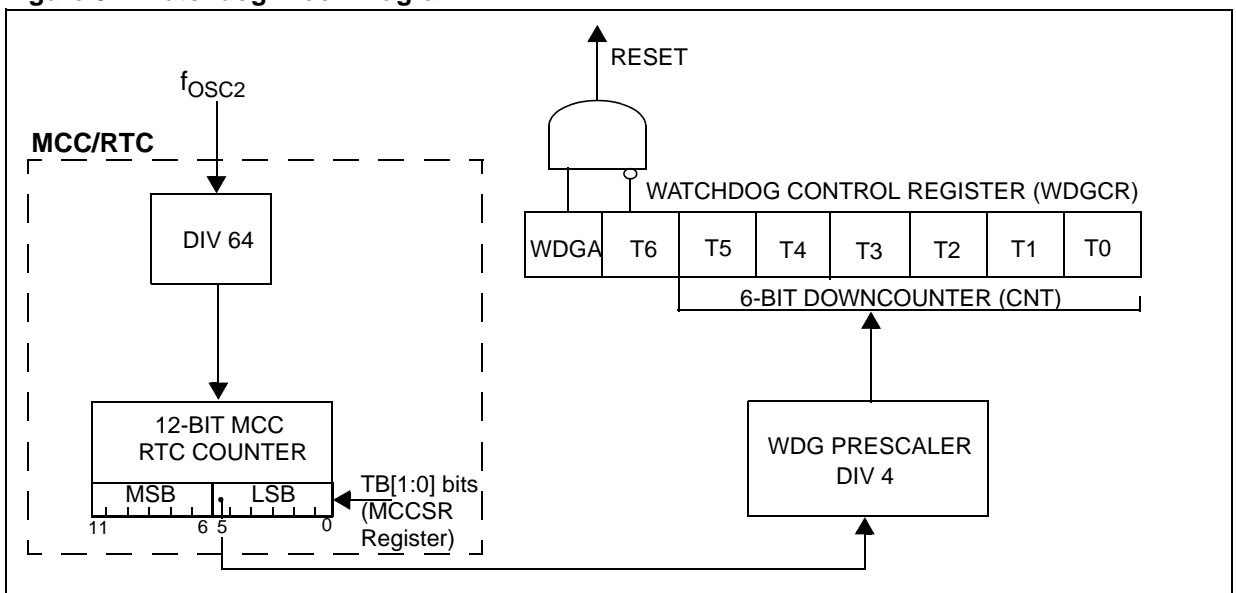 RESET
fOSC2
MCC/RTC
DIV 64
WATCHDOG CONTROL REGISTER (WDGCR)
WDGA T6 T5 T4 T3 T2 T1 T0
6-BIT DOWNCOUNTER (CNT)
12-BIT MCC
RTC COUNTER
MSB LSB
11 6 5 0
TB[1:0] bits
(MCCSR
Register)
WDG PRESCALER
DIV 4